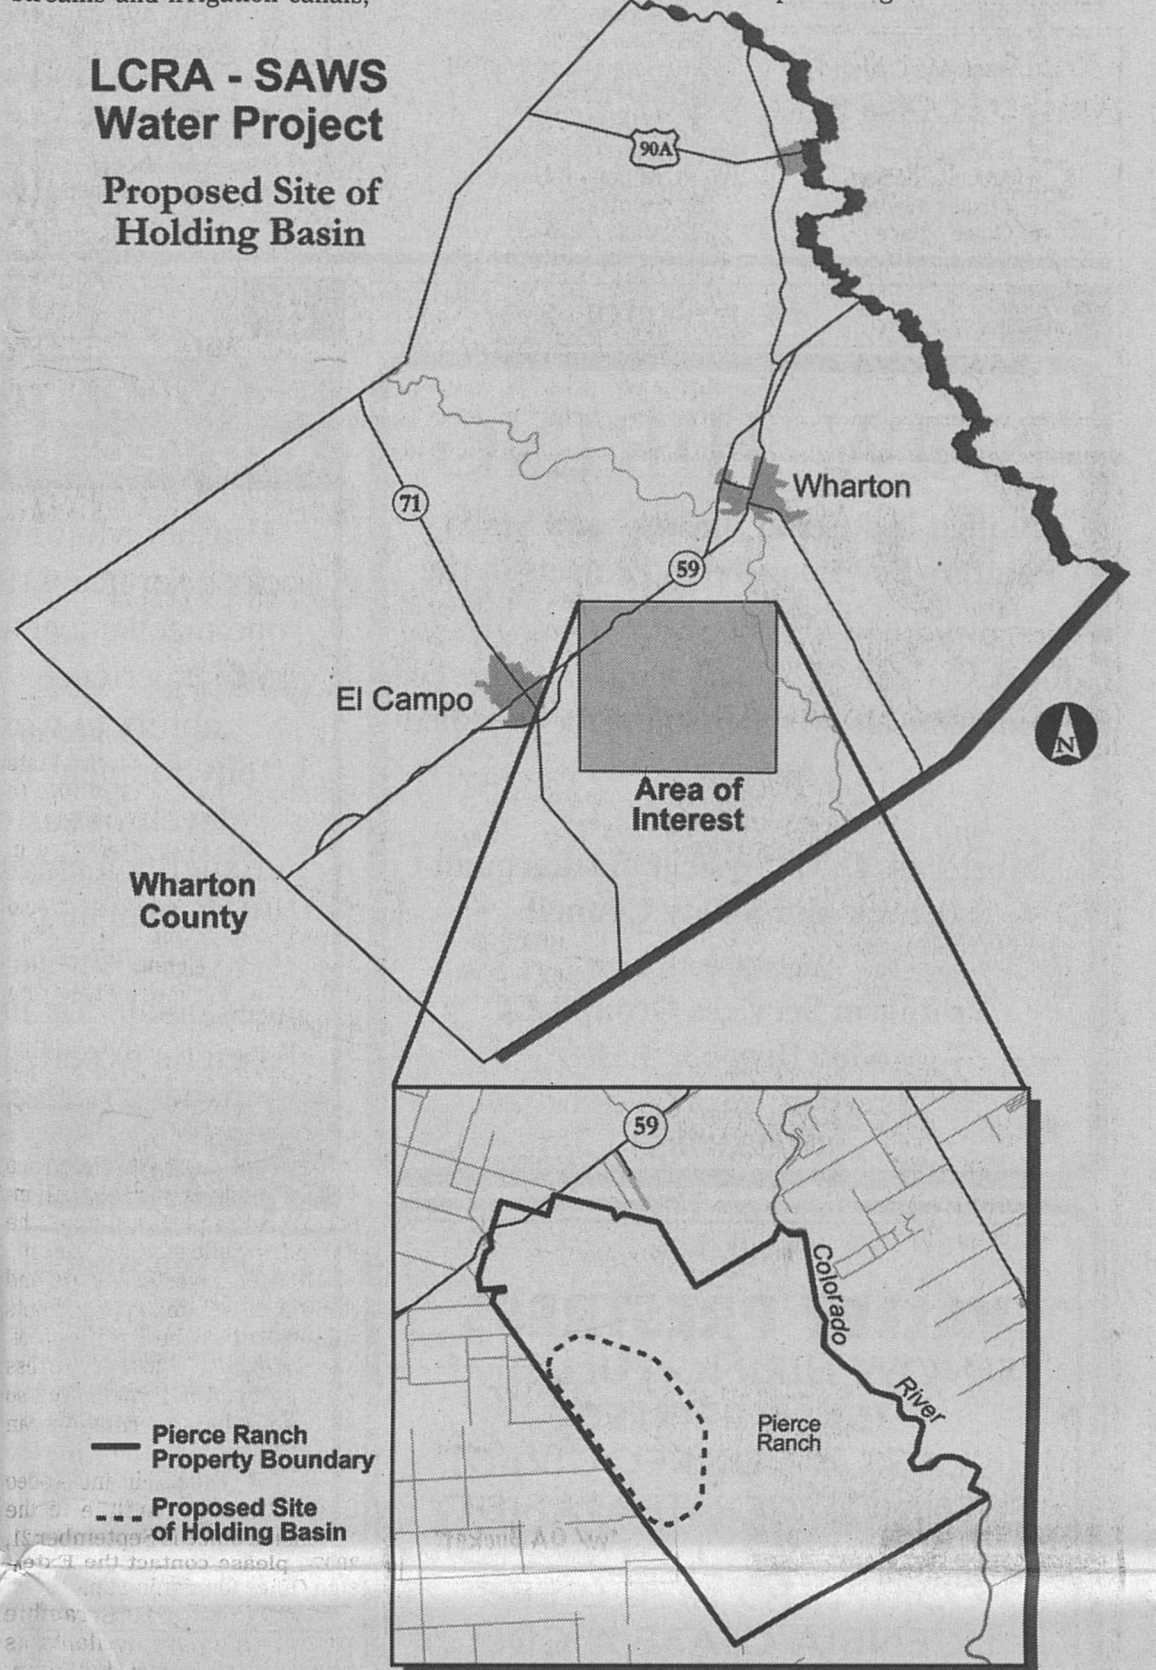 streams and irrigation canals,
LCRA - SAWS
Water Project
Proposed Site of
Holding Basin
90A
Wharton
71
59
El Campo
Area of
Interest
N
Wharton
County
59
Colorado
River
Pierce
Ranch
Pierce Ranch
Property Boundary
Proposed Site
of Holding Basin
September 21,
please contact the